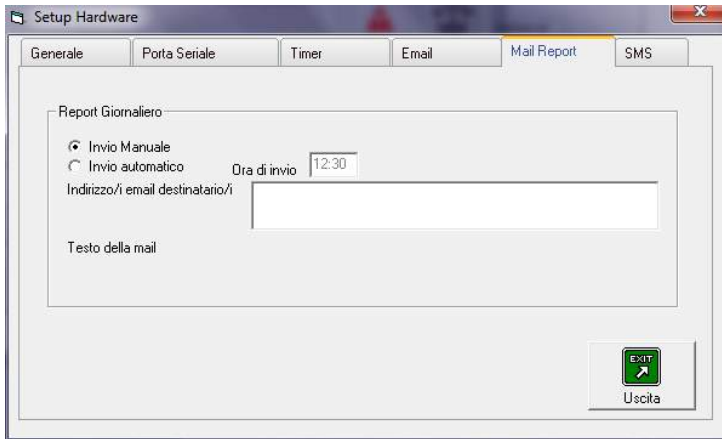 Setup Hardware
Generale Porta Seriale Timer Email Mail Report SMS
Report Giornaliero
Invio Manuale
Invio automatico Ora di invio 12:30
Indirizzo/i email destinatario/i
Testo della mail
EXIT
Uscita